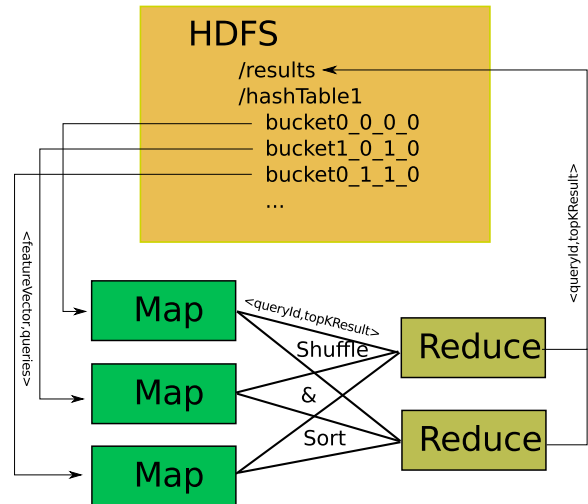 HDFS
/results
/hashTable1
bucket0_0_0_0
bucket1_0_1_0
bucket0_1_1_0
...
<queryId,topKResult>
<featureVector,queries>
Map
<queryId,topKResult>
Shuffle
Reduce
Map
&
Sort
Reduce
Map